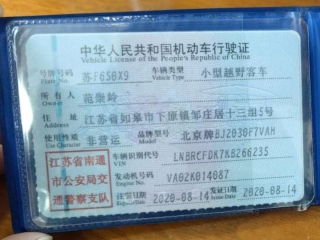 中华人民共和国机动车行驶证
Vehicle License of the People's Republic of China
号牌号码 苏F658X9 车辆类型 小型越野客车
Plate No. Vehicle Type
所有人 范崇岭
Owner
住址 江苏省如皋市下原镇邹庄居十三组5号
Address
使用性质 非营运 品牌型号 北京牌BJ2030F7VAH
Use Character Model
江苏省南通市公安局交通警察支队
车辆识别代号 LNBRCFDK7KB266235
VIN
发动机号码 VA02K014087
Engine No.
注册日期 2020-08-14 发证日期 2020-08-14
Register Date Issue Date